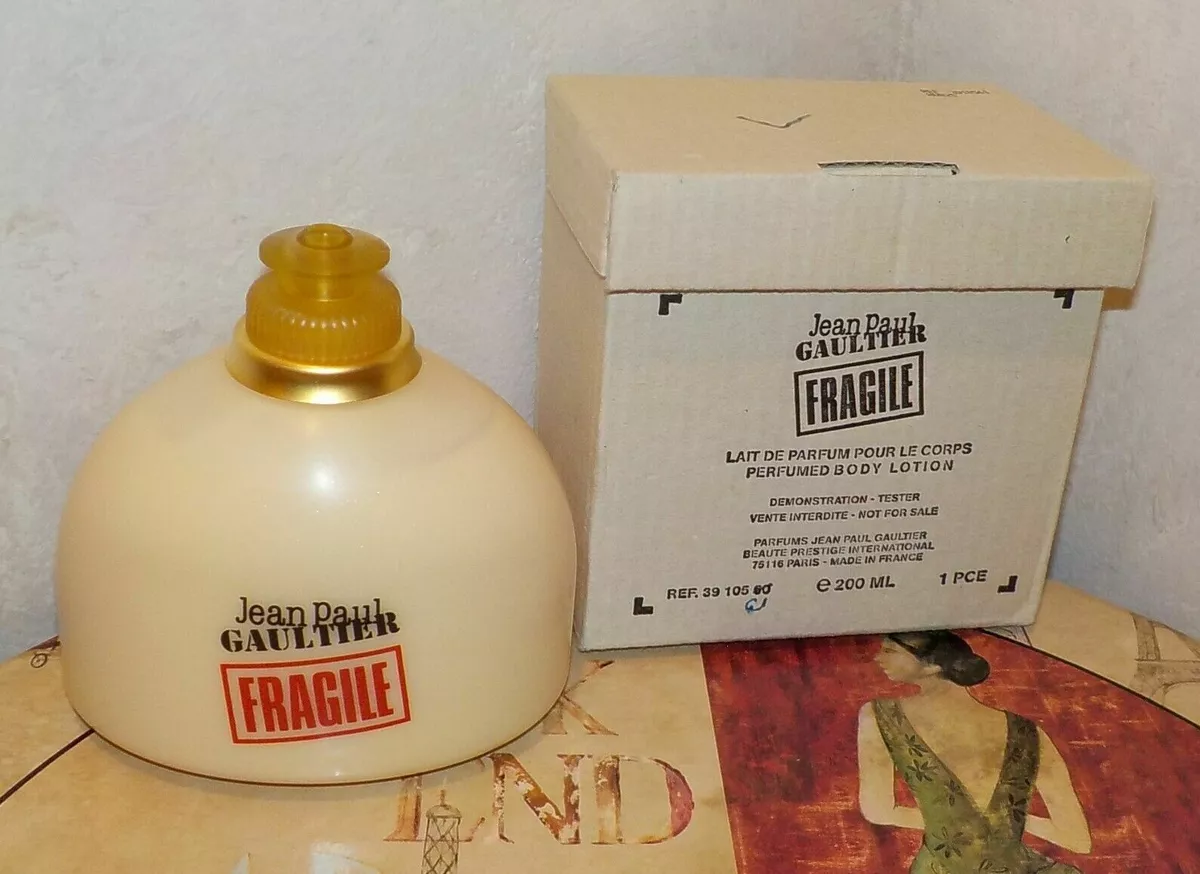 Jean Paul
GAULTIER
FRAGILE
Jean Paul
GAULTIER
FRAGILE
LAIT DE PARFUM POUR LE CORPS
PERFUMED BODY LOTION
DEMONSTRATION - TESTER
VENTE INTERDITE - NOT FOR SALE
PARFUMS JEAN PAUL GAULTIER
BEAUTE PRESTIGE INTERNATIONAL
75116 PARIS - MADE IN FRANCE
REF. 39 105 60 ℮ 200 ML 1 PCE